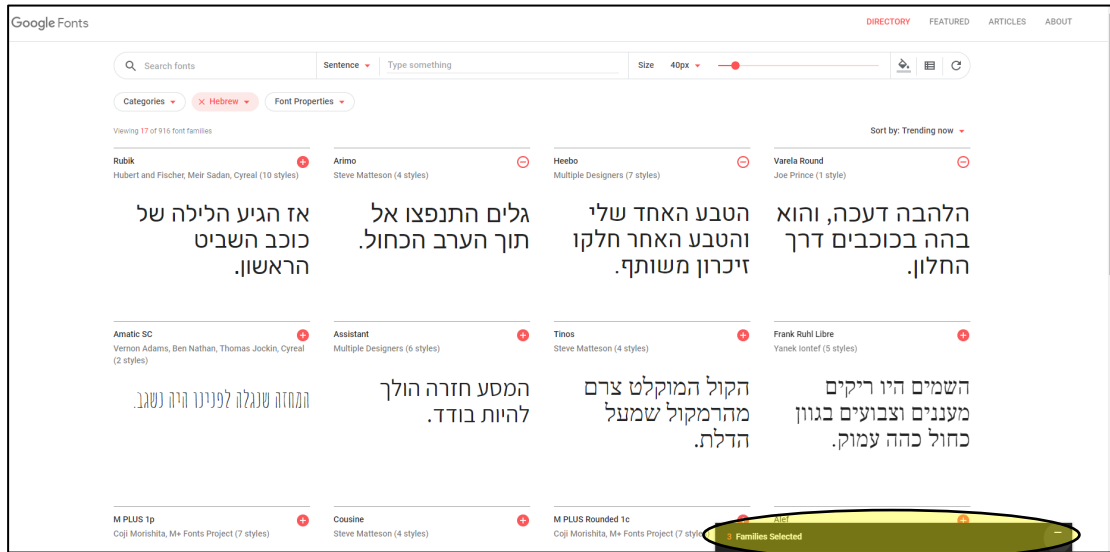 Google Fonts
DIRECTORY FEATURED ARTICLES ABOUT
Search fonts Sentence Type something Size 40px
Categories × Hebrew Font Properties
Viewing 17 of 916 font families Sort by: Trending now
Rubik
Hubert and Fischer, Meir Sadan, Cyreal (10 styles)
אז הגיע הלילה של
כוכב השביט
הראשון.
Arimo
Steve Matteson (4 styles)
גלים התנפצו אל
תוך הערב הכחול.
Heebo
Multiple Designers (7 styles)
הטבע האחד שלי
והטבע האחר חלקו
זיכרון משותף.
Varela Round
Joe Prince (1 style)
הלהבה דעכה, והוא
בהה בכוכבים דרך
החלון.
Amatic SC
Vernon Adams, Ben Nathan, Thomas Jockin, Cyreal
(2 styles)
המחזה שנגלה לפנינו היה נשגב.
Assistant
Multiple Designers (6 styles)
המסע חזרה הולך
להיות בודד.
Tinos
Steve Matteson (4 styles)
הקול המוקלט צרם
מהרמקול שמעל
הדלת.
Frank Ruhl Libre
Yanek Iontef (5 styles)
השמים היו ריקים
מעננים וצבועים בגוון
כחול כהה עמוק.
M PLUS 1p
Coji Morishita, M+ Fonts Project (7 styles)
Cousine
Steve Matteson (4 styles)
M PLUS Rounded 1c
Coji Morishita, M+ Fonts Project (7 style
Alef
3 Families Selected